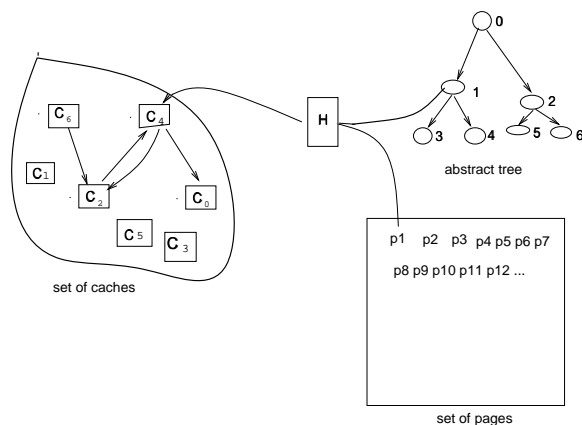 0
1
2
3
4
5
6
abstract tree
H
C6
C4
C1
C2
C0
C5
C3
set of caches
p1 p2 p3 p4 p5 p6 p7
p8 p9 p10 p11 p12 ...
set of pages